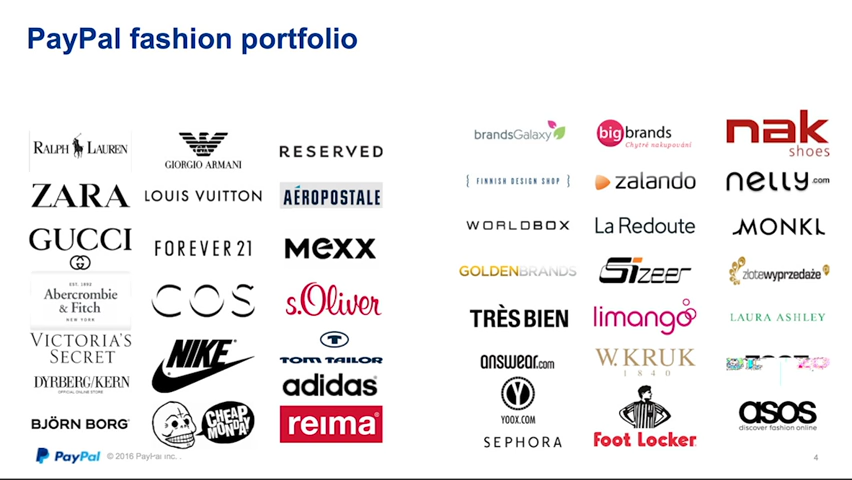 PayPal fashion portfolio
RALPH LAUREN
GIORGIO ARMANI
RESERVED
ZARA
LOUIS VUITTON
AÉROPOSTALE
GUCCI
FOREVER 21
mexx
EST. 1892
Abercrombie
& Fitch
NEW YORK
COS
s.Oliver
VICTORIA'S
SECRET
NIKE
TOM TAILOR
DYRBERG/KERN
OFFICIAL ONLINE STORE
adidas
BJÖRN BORG
CHEAP
MONDAY
reima
brandsGalaxy
big brands
Chytré nakupování
nak
shoes
{ FINNISH DESIGN SHOP }
zalando
nelly.com
WORLDBOX
La Redoute
MONKI
GOLDENBRANDS
Sizeer
złotewyprzedaże
TRÈS BIEN
limango
LAURA ASHLEY
answear.com
W.KRUK
1840
Y
YOOX.COM
SEPHORA
Foot Locker
asos
discover fashion online
PayPal © 2016 PayPal Inc.
4